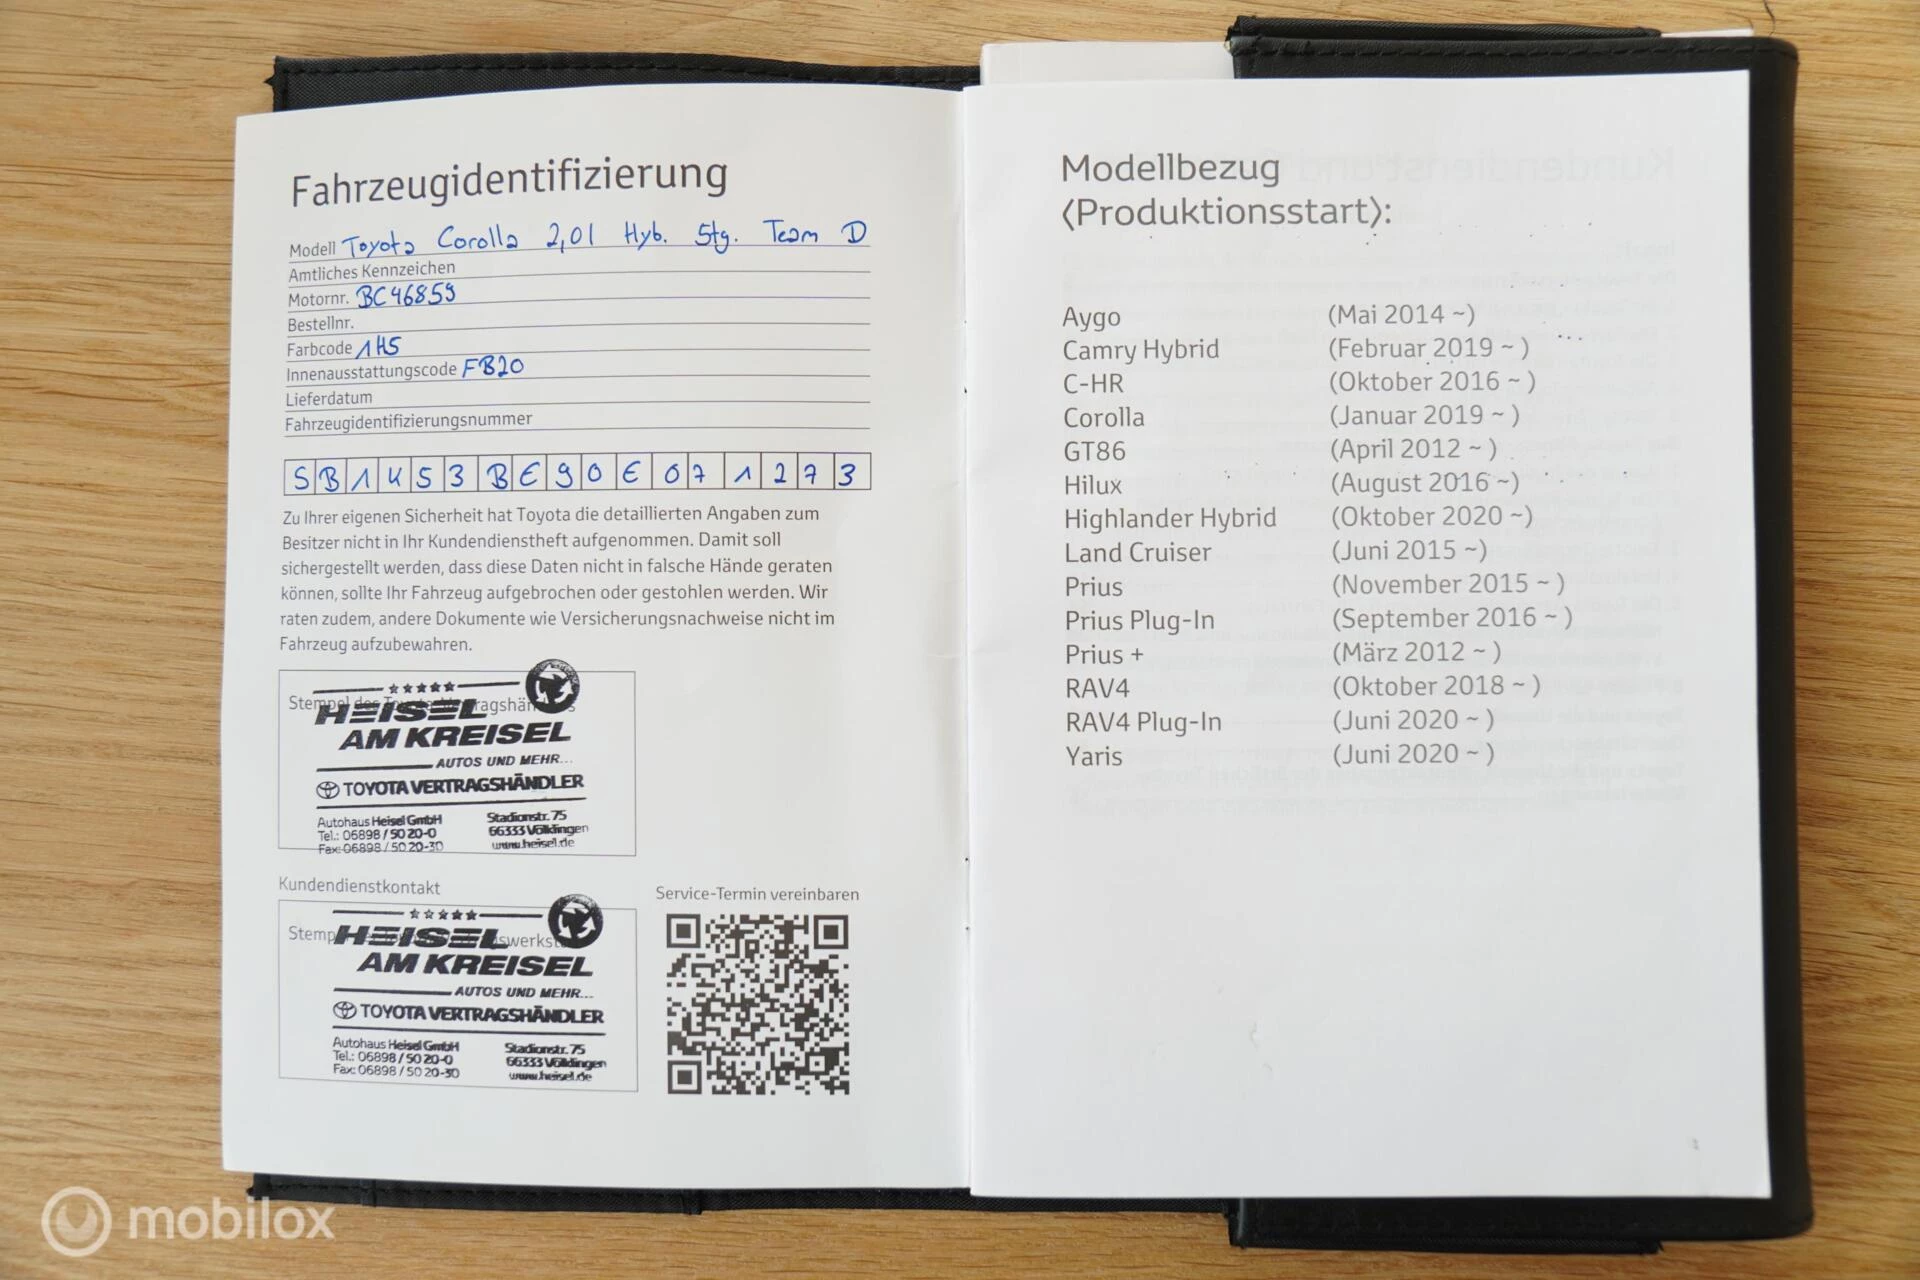 Fahrzeugidentifizierung
Modell Toyota Corolla 2,0l Hyb. Stg. Team D
Amtliches Kennzeichen
Motornr. BC46859
Bestellnr.
Farbcode 1H5
Innenausstattungscode FB20
Lieferdatum
Fahrzeugidentifizierungsnummer
SB1K53BE90E071273
Zu Ihrer eigenen Sicherheit hat Toyota die detaillierten Angaben zum
Besitzer nicht in Ihr Kundendienstheft aufgenommen. Damit soll
sichergestellt werden, dass diese Daten nicht in falsche Hände geraten
können, sollte Ihr Fahrzeug aufgebrochen oder gestohlen werden. Wir
raten zudem, andere Dokumente wie Versicherungsnachweise nicht im
Fahrzeug aufzubewahren.
HEISEL
AM KREISEL
AUTOS UND MEHR...
TOYOTA VERTRAGSHÄNDLER
Autohaus Heisel GmbH Stadionstr. 75
Tel.: 06898 / 50 20-0 66333 Völklingen
Fax: 06898 / 50 20-30 www.heisel.de
Kundendienstkontakt
HEISEL
AM KREISEL
AUTOS UND MEHR...
TOYOTA VERTRAGSHÄNDLER
Autohaus Heisel GmbH Stadionstr. 75
Tel.: 06898 / 50 20-0 66333 Völklingen
Fax: 06898 / 50 20-30 www.heisel.de
Service-Termin vereinbaren
Modellbezug
⟨Produktionsstart⟩:
Aygo (Mai 2014 ~)
Camry Hybrid (Februar 2019 ~ )
C-HR (Oktober 2016 ~ )
Corolla (Januar 2019 ~ )
GT86 (April 2012 ~ )
Hilux (August 2016 ~)
Highlander Hybrid (Oktober 2020 ~)
Land Cruiser (Juni 2015 ~)
Prius (November 2015 ~ )
Prius Plug-In (September 2016 ~ )
Prius + (März 2012 ~ )
RAV4 (Oktober 2018 ~ )
RAV4 Plug-In (Juni 2020 ~ )
Yaris (Juni 2020 ~ )
mobilox